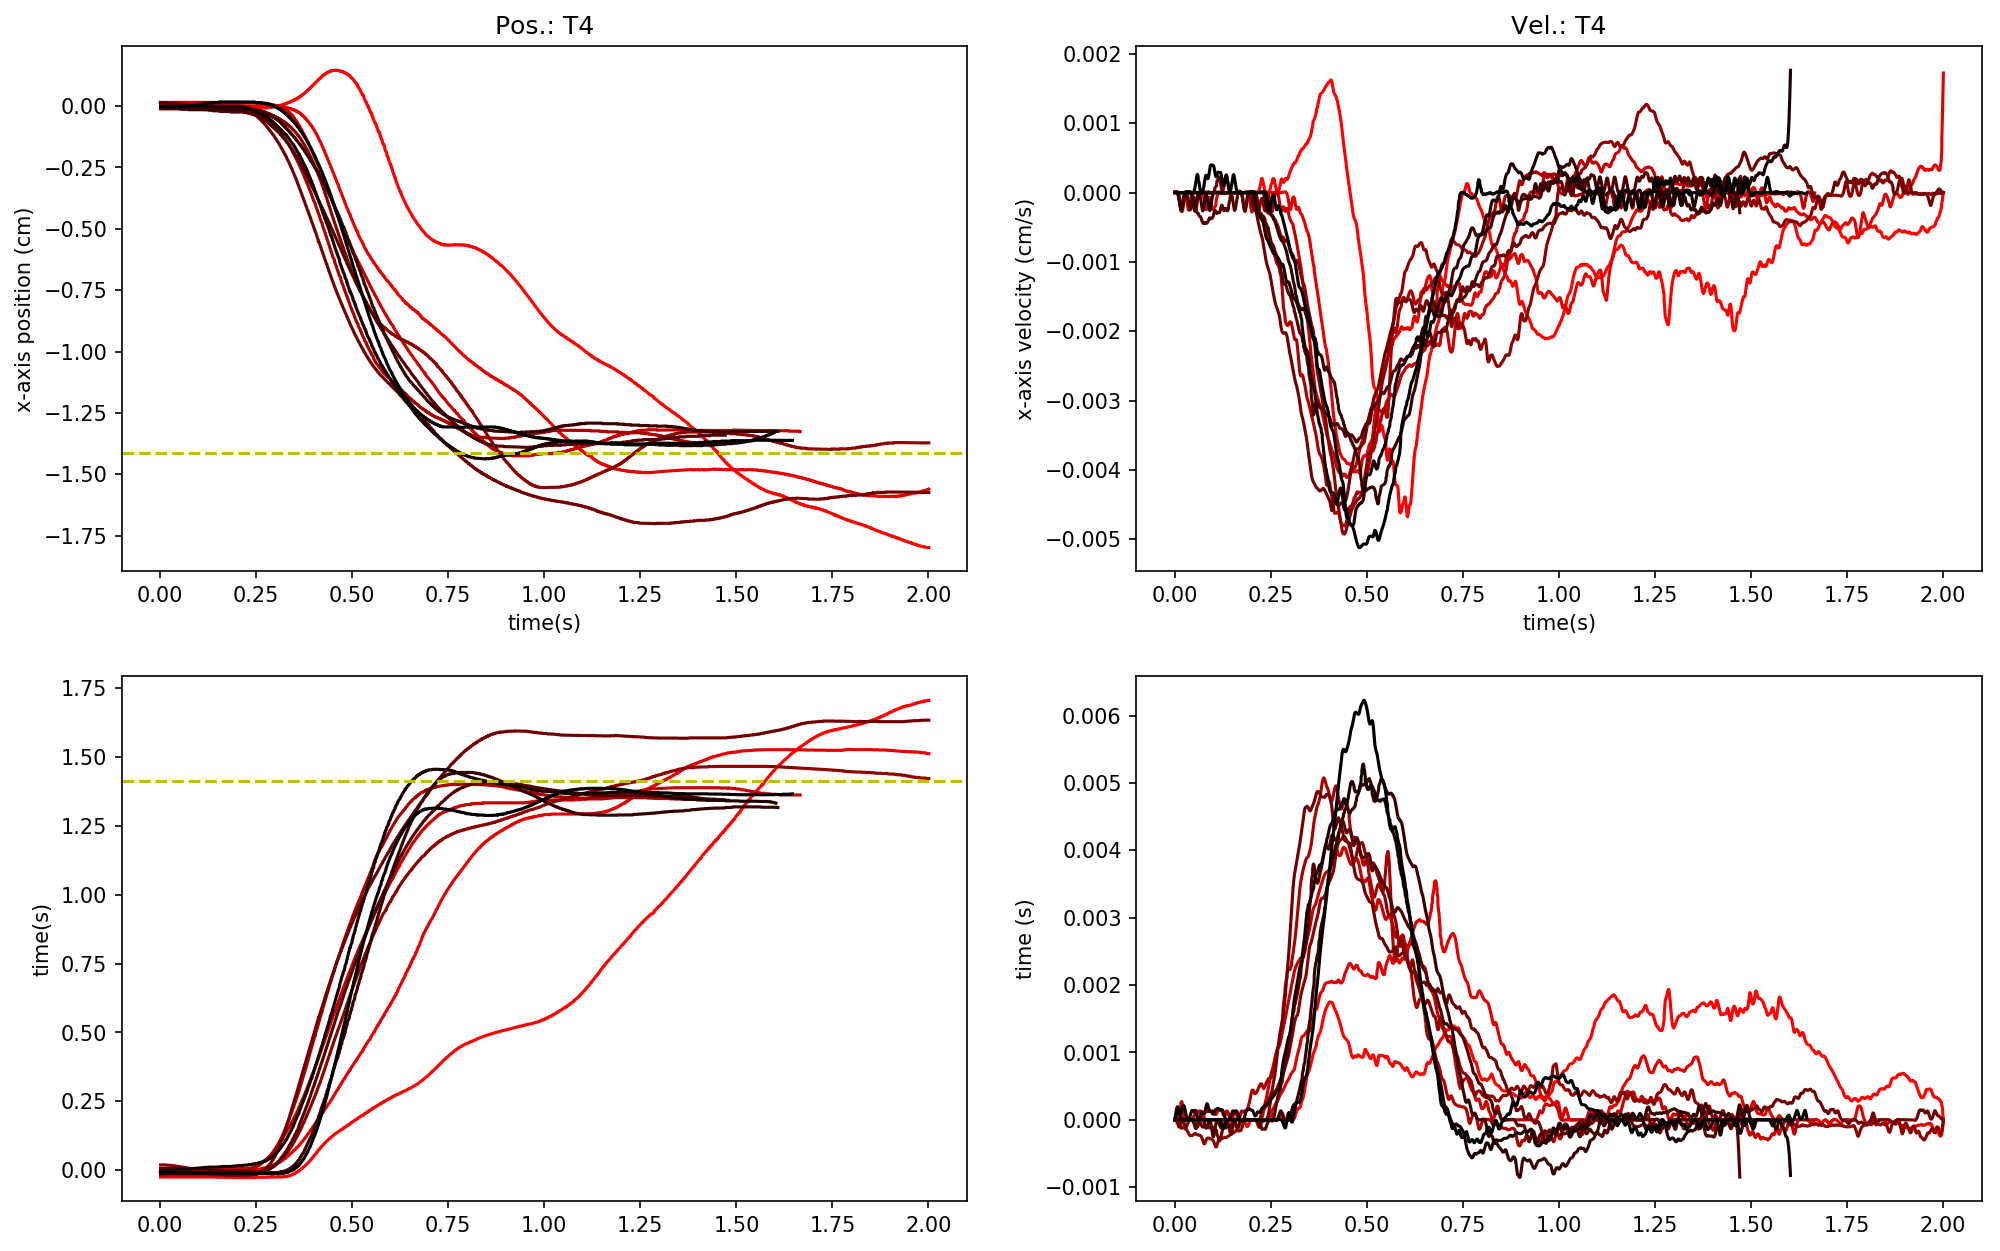 Pos.: T4
x-axis position (cm)
0.00
−0.25
−0.50
−0.75
−1.00
−1.25
−1.50
−1.75
0.00 0.25 0.50 0.75 1.00 1.25 1.50 1.75 2.00
time(s)
Vel.: T4
x-axis velocity (cm/s)
0.002
0.001
0.000
−0.001
−0.002
−0.003
−0.004
−0.005
0.00 0.25 0.50 0.75 1.00 1.25 1.50 1.75 2.00
time(s)
time(s)
1.75
1.50
1.25
1.00
0.75
0.50
0.25
0.00
0.00 0.25 0.50 0.75 1.00 1.25 1.50 1.75 2.00
time (s)
0.006
0.005
0.004
0.003
0.002
0.001
0.000
−0.001
0.00 0.25 0.50 0.75 1.00 1.25 1.50 1.75 2.00